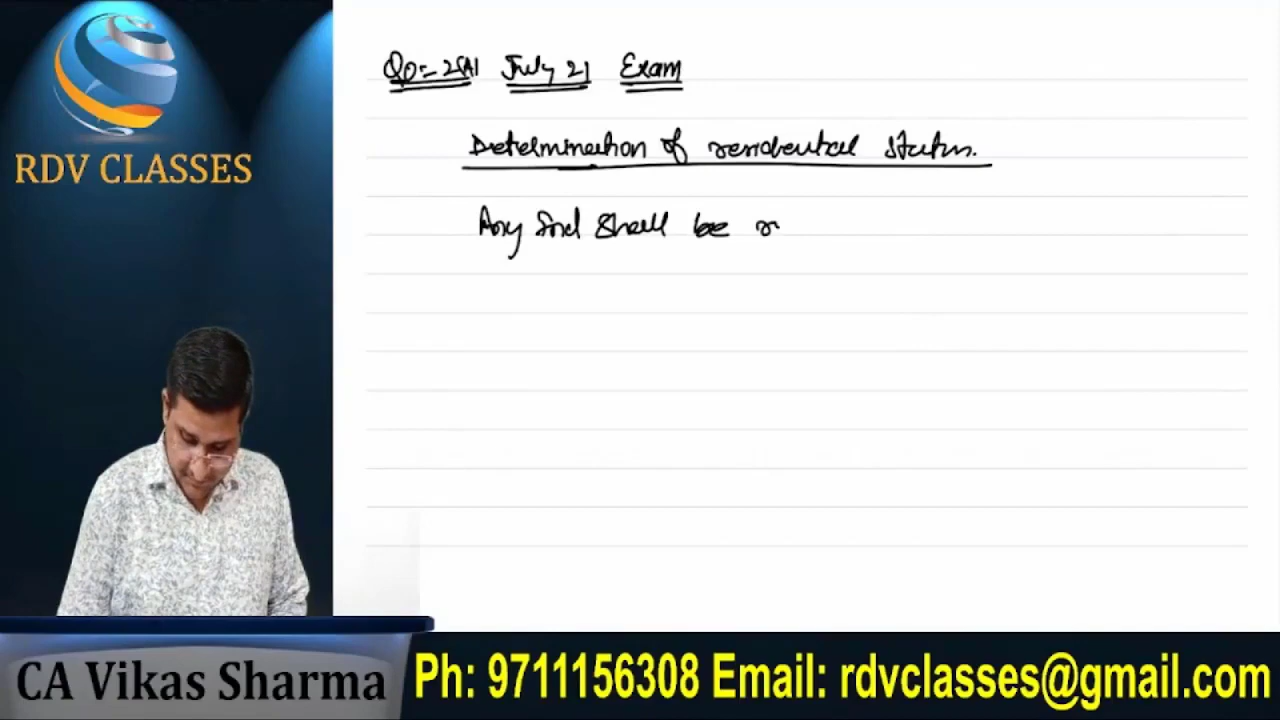 RDV CLASSES
QO=2(A) July 21 Exam
Determination of residential status.
Any Ind shall be r
CA Vikas Sharma
Ph: 9711156308 Email: rdvclasses@gmail.com